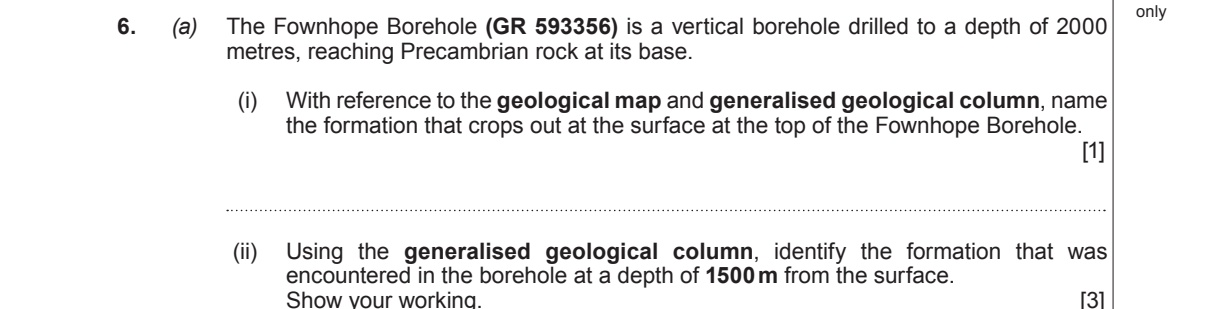 only
6. (a) The Fownhope Borehole (GR 593356) is a vertical borehole drilled to a depth of 2000
metres, reaching Precambrian rock at its base.
(i) With reference to the geological map and generalised geological column, name
the formation that crops out at the surface at the top of the Fownhope Borehole.
[1]
(ii) Using the generalised geological column, identify the formation that was
encountered in the borehole at a depth of 1500 m from the surface.
Show your working. [3]